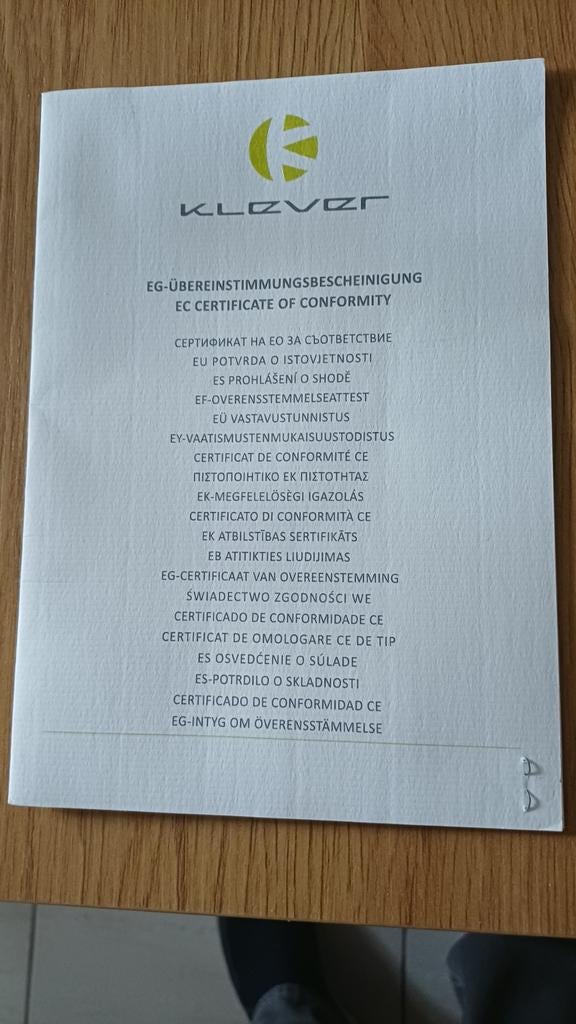 KLEVER
EG-ÜBEREINSTIMMUNGSBESCHEINIGUNG
EC CERTIFICATE OF CONFORMITY
СЕРТИФИКАТ НА ЕО ЗА СЪОТВЕТСТВИЕ
EU POTVRDA O ISTOVJETNOSTI
ES PROHLÁŠENÍ O SHODĚ
EF-OVERENSSTEMMELSEATTEST
EÜ VASTAVUSTUNNISTUS
EY-VAATISMUSTENMUKAISUUSTODISTUS
CERTIFICAT DE CONFORMITÉ CE
ΠΙΣΤΟΠΟΙΗΤΙΚΟ ΕΚ ΠΙΣΤΟΤΗΤΑΣ
EK-MEGFELELÖSÈGI IGAZOLÁS
CERTIFICATO DI CONFORMITÀ CE
EK ATBILSTĪBAS SERTIFIKĀTS
EB ATITIKTIES LIUDIJIMAS
EG-CERTIFICAAT VAN OVEREENSTEMMING
ŚWIADECTWO ZGODNOŚCI WE
CERTIFICADO DE CONFORMIDADE CE
CERTIFICAT DE OMOLOGARE CE DE TIP
ES OSVEDĆENIE O SÚLADE
ES-POTRDILO O SKLADNOSTI
CERTIFICADO DE CONFORMIDAD CE
EG-INTYG OM ÖVERENSSTÄMMELSE